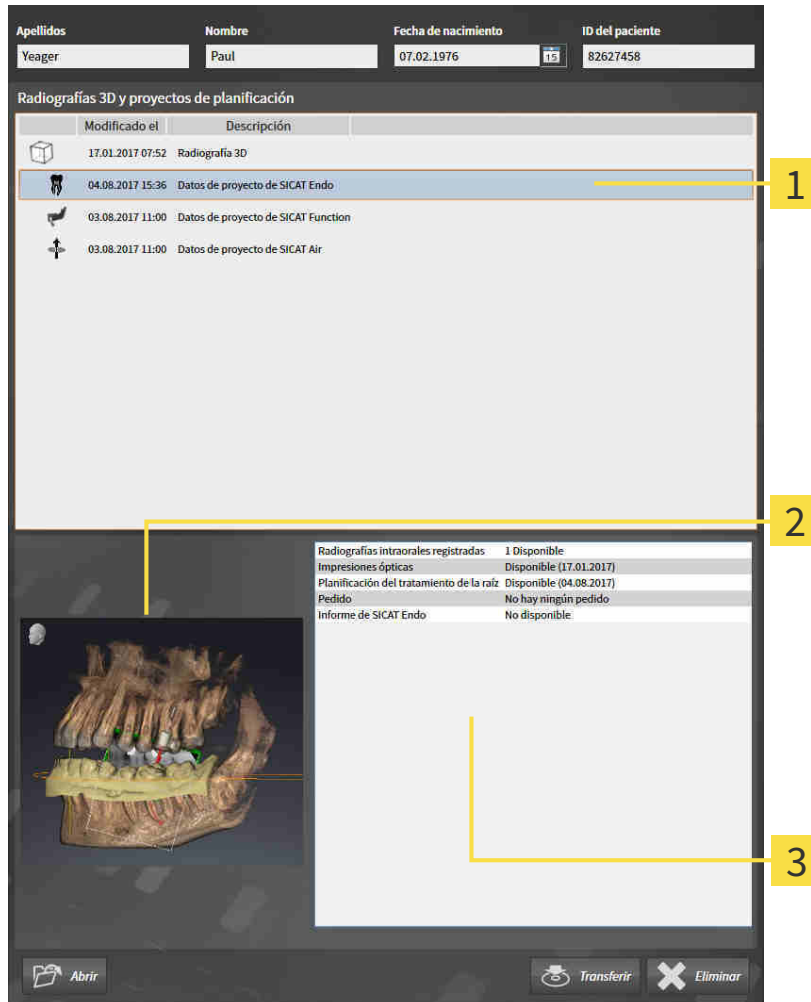 Apellidos Nombre Fecha de nacimiento ID del paciente
Yeager Paul 07.02.1976 15 82627458
Radiografías 3D y proyectos de planificación
Modificado el Descripción
17.01.2017 07:52 Radiografía 3D
04.08.2017 15:36 Datos de proyecto de SICAT Endo
1
03.08.2017 11:00 Datos de proyecto de SICAT Function
03.08.2017 11:00 Datos de proyecto de SICAT Air
2
Radiografías intraorales registradas 1 Disponible
Impresiones ópticas Disponible (17.01.2017)
Planificación del tratamiento de la raíz Disponible (04.08.2017)
Pedido No hay ningún pedido
Informe de SICAT Endo No disponible
3
Abrir Transferir Eliminar